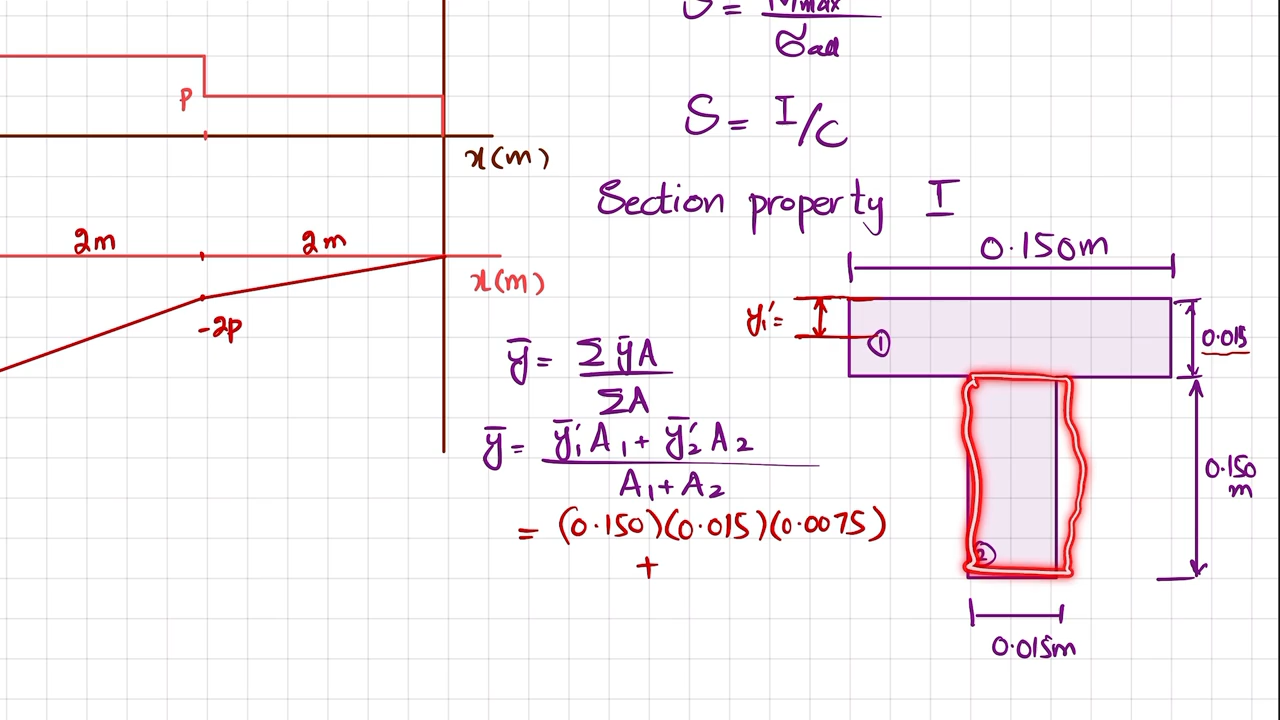 S = Mmax / σall
P
S = I/C
x(m)
Section property I
2m 2m
0.150m
x(m)
-2P
y₁' =
①
0.015
ȳ = ΣȳA / ΣA
ȳ = ȳ₁'A₁ + ȳ₂'A₂ / A₁ + A₂
0.150 m
= (0.150)(0.015)(0.0075)
+
②
0.015m